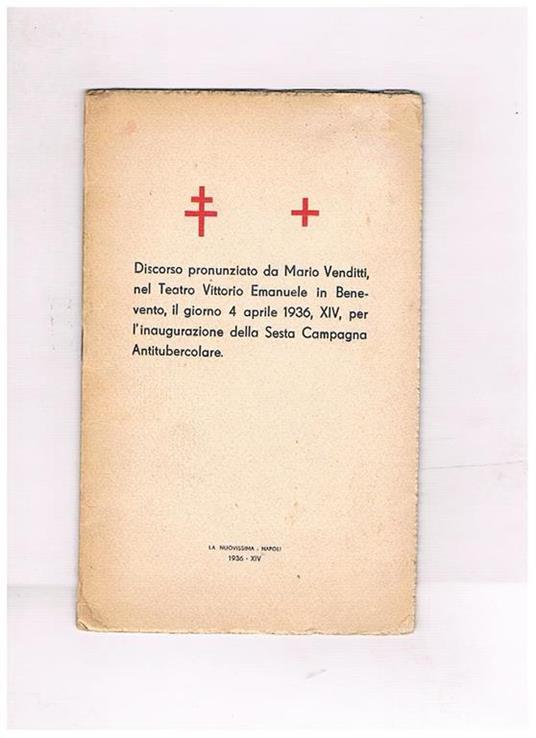 Discorso pronunziato da Mario Venditti,
nel Teatro Vittorio Emanuele in Bene-
vento, il giorno 4 aprile 1936, XIV, per
l'inaugurazione della Sesta Campagna
Antitubercolare.
LA NUOVISSIMA - NAPOLI
1936 - XIV